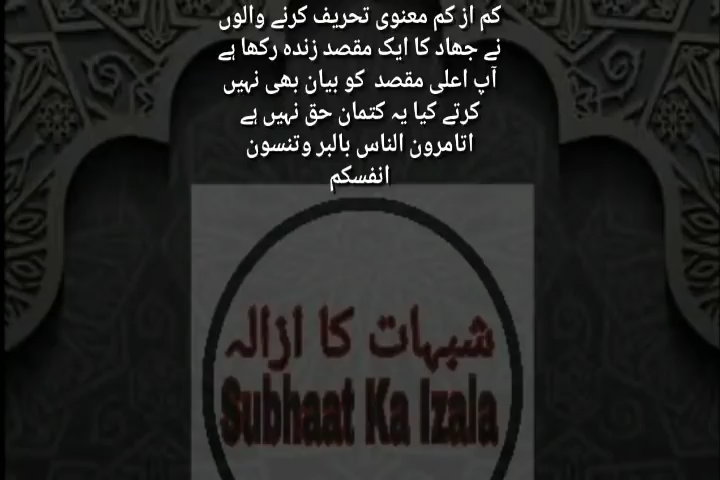 کم از کم معنوی تحریف کرنے والوں
نے جھاد کا ایک مقصد زندہ رکھا ہے
آپ اعلی مقصد کو بیان بھی نہیں
کرتے کیا یہ کتمان حق نہیں ہے
اتامرون الناس بالبر وتنسون
انفسکم
شبہات کا ازالہ
Subhaat Ka Izala